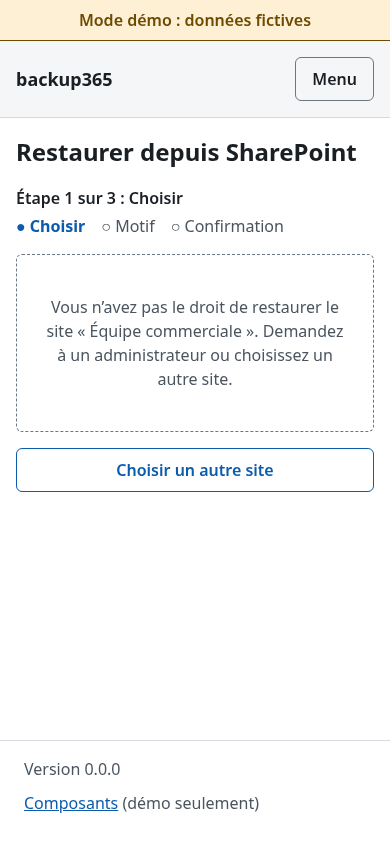 Mode démo : données fictives
backup365
Menu
Restaurer depuis SharePoint
Étape 1 sur 3 : Choisir
● Choisir ○ Motif ○ Confirmation
Vous n’avez pas le droit de restaurer le
site « Équipe commerciale ». Demandez
à un administrateur ou choisissez un
autre site.
Choisir un autre site
Version 0.0.0
Composants (démo seulement)